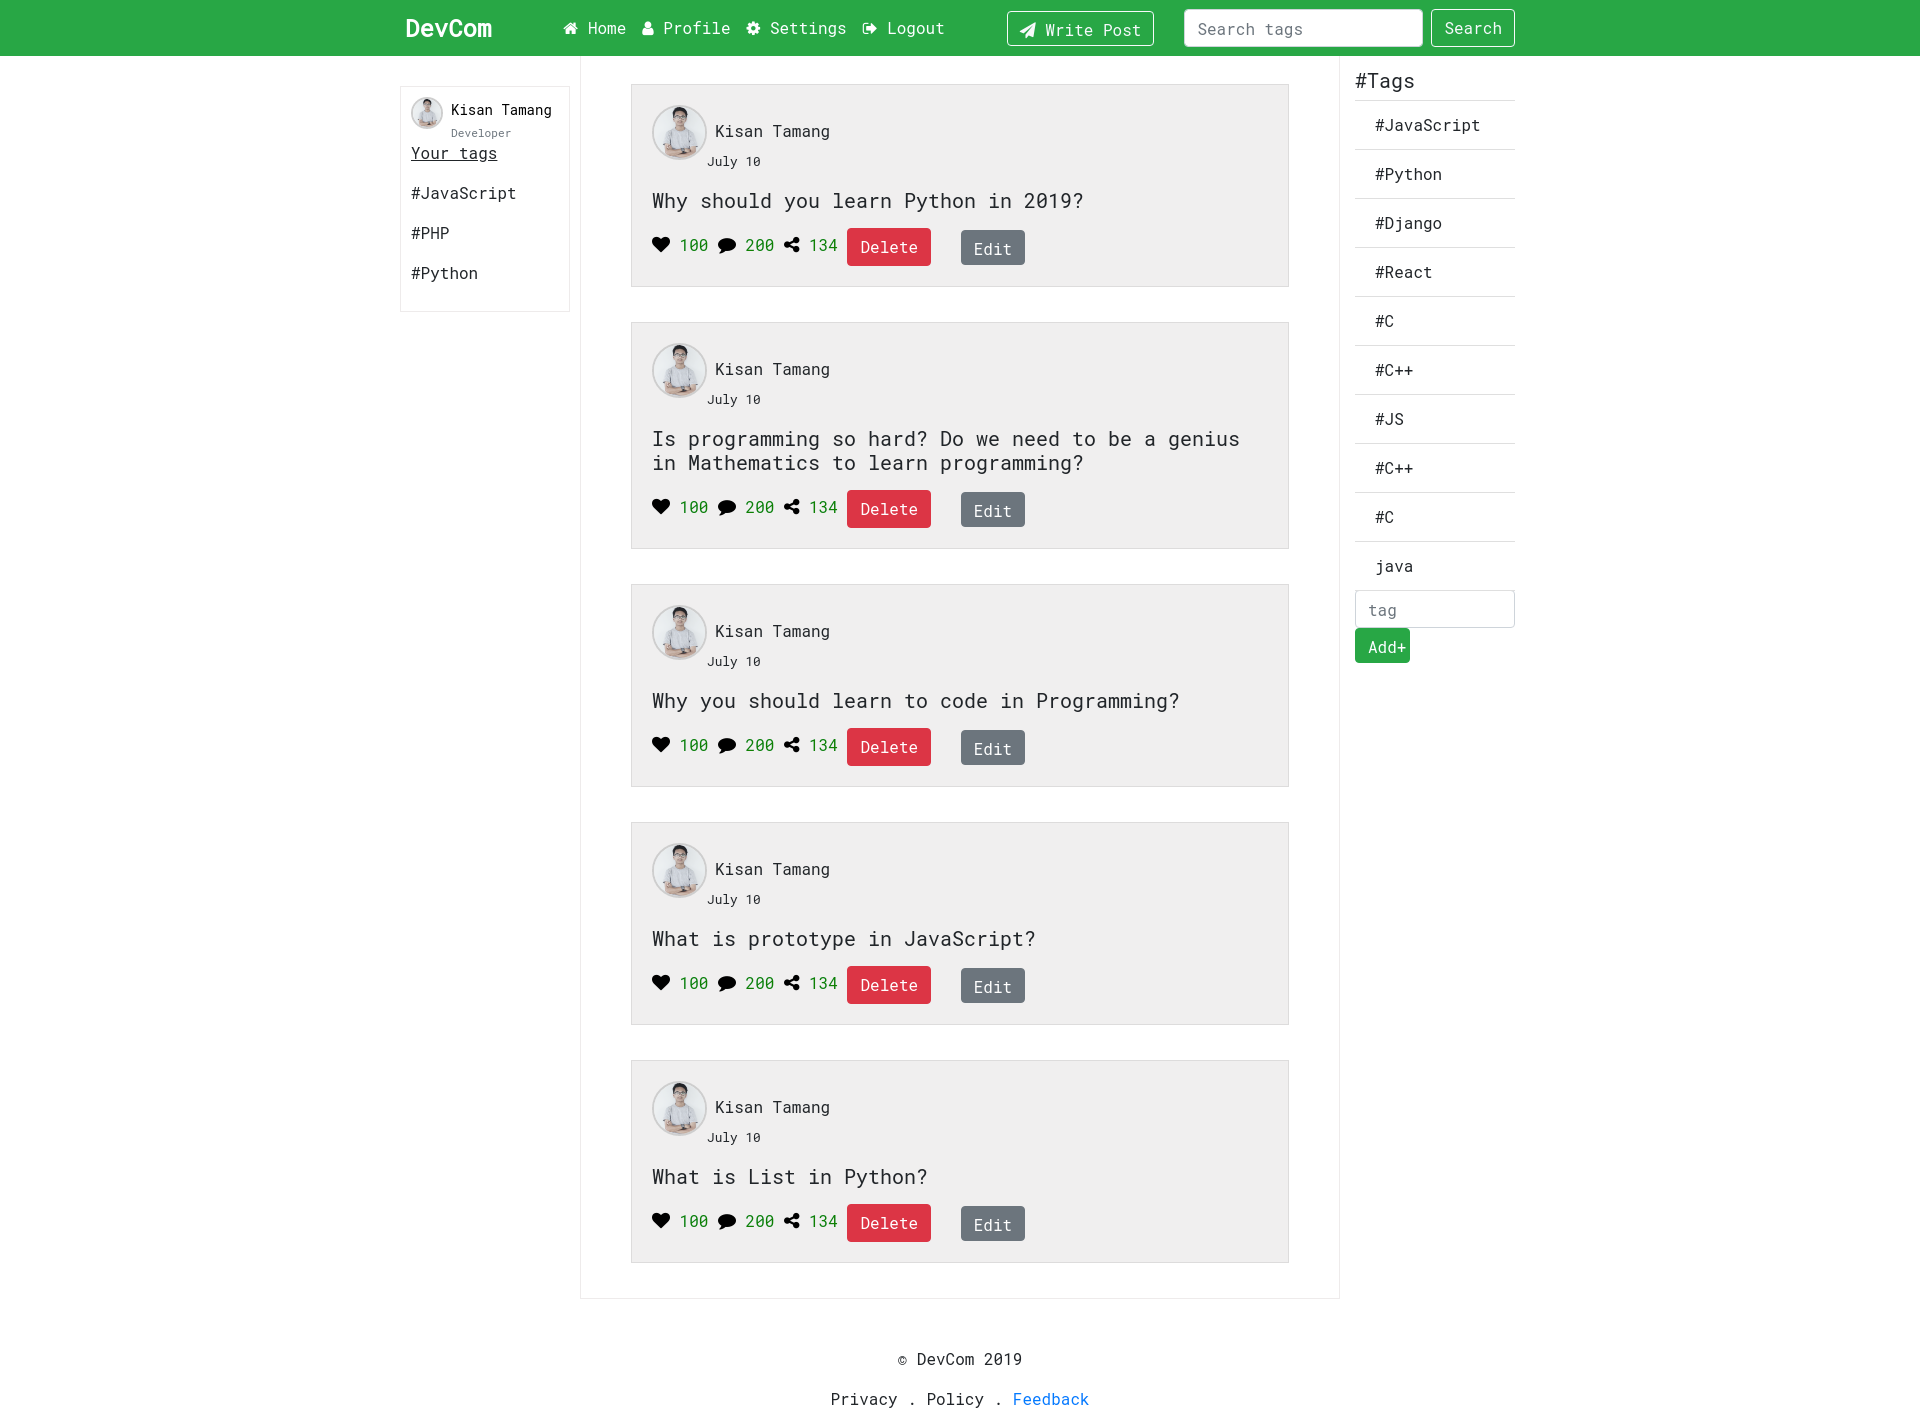 DevCom Home Profile Settings Logout Write Post Search tags Search
Kisan Tamang
Developer
Your tags
#JavaScript
#PHP
#Python
Kisan Tamang
July 10
Why should you learn Python in 2019?
100 200 134 Delete Edit
Kisan Tamang
July 10
Is programming so hard? Do we need to be a genius
in Mathematics to learn programming?
100 200 134 Delete Edit
Kisan Tamang
July 10
Why you should learn to code in Programming?
100 200 134 Delete Edit
Kisan Tamang
July 10
What is prototype in JavaScript?
100 200 134 Delete Edit
Kisan Tamang
July 10
What is List in Python?
100 200 134 Delete Edit
#Tags
#JavaScript
#Python
#Django
#React
#C
#C++
#JS
#C++
#C
java
tag
Add+
© DevCom 2019
Privacy . Policy . Feedback